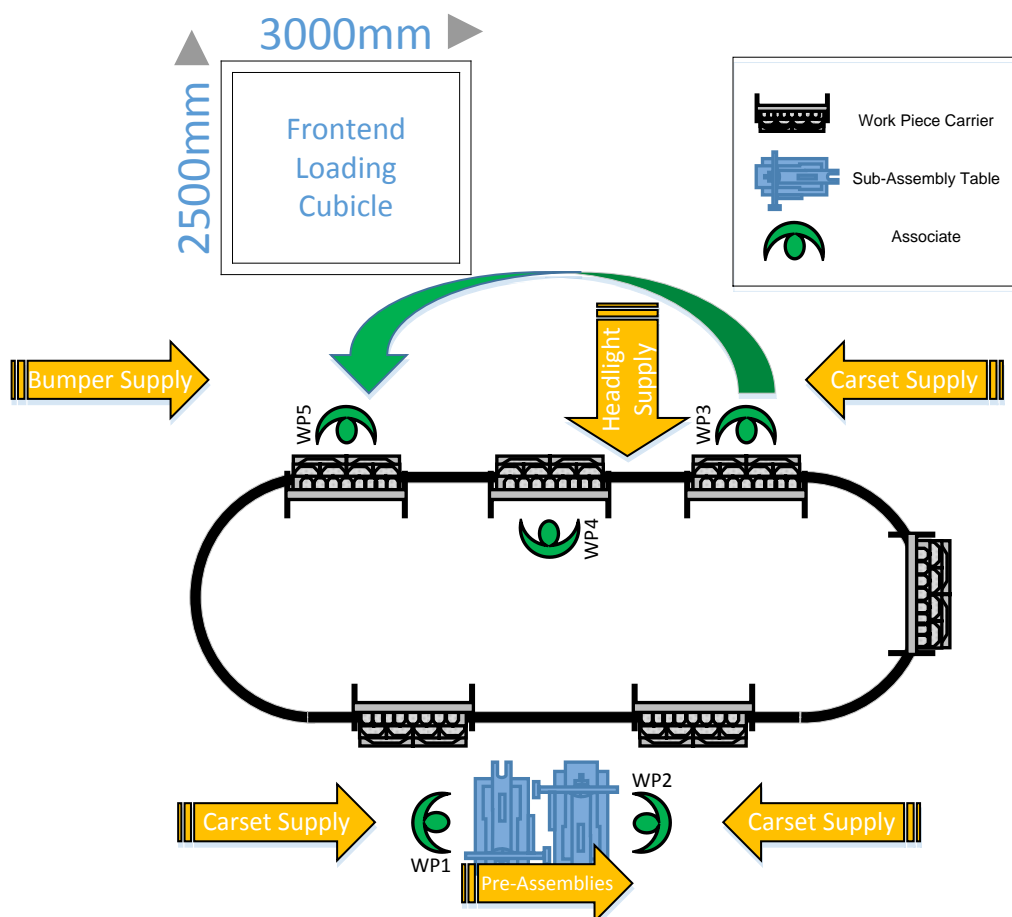 3000mm
2500mm
Frontend
Loading
Cubicle
Work Piece Carrier
Sub-Assembly Table
Associate
Bumper Supply
Headlight
Supply
Carset Supply
WP5
WP3
WP4
WP2
Carset Supply
Carset Supply
WP1
Pre-Assemblies